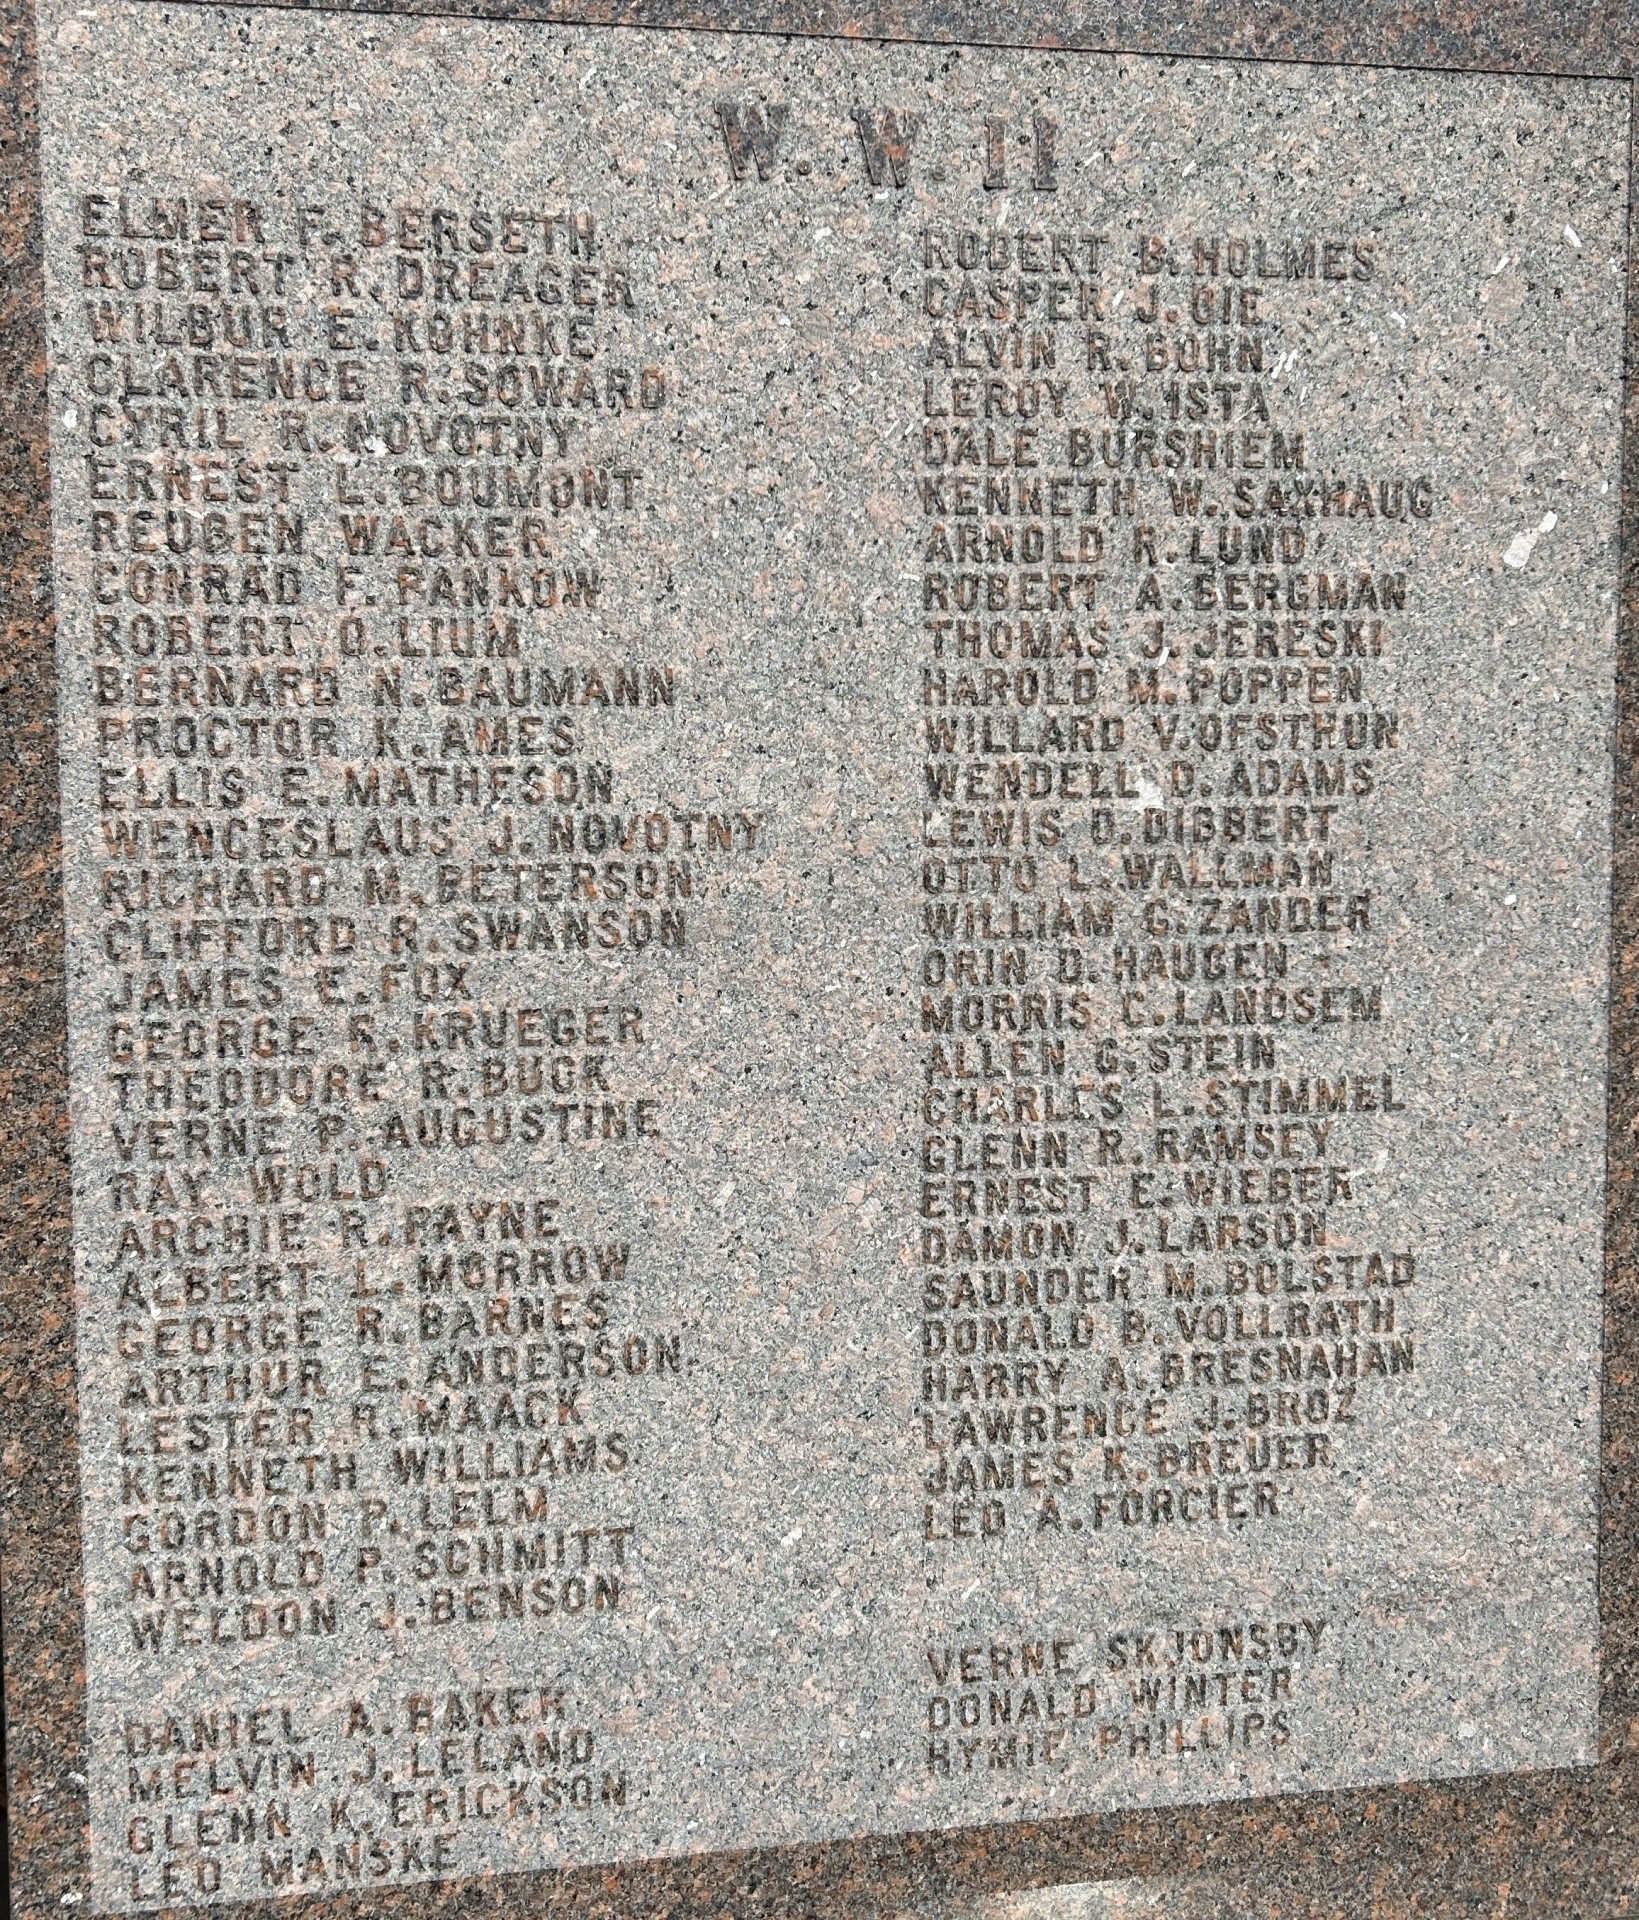 W. W. II
ELMER F. BERSETH
ROBERT R. DREAGER
WILBUR E. KOHNKE
CLARENCE R. SOWARD
CYRIL R. NOVOTNY
ERNEST L. BOUMONT
REUBEN WACKER
CONRAD F. PANKOW
ROBERT O. LIUM
BERNARD N. BAUMANN
PROCTOR K. AMES
ELLIS E. MATHESON
WENCESLAUS J. NOVOTNY
RICHARD M. PETERSON
CLIFFORD R. SWANSON
JAMES E. FOX
GEORGE R. KRUEGER
THEODORE R. BUCK
VERNE P. AUGUSTINE
RAY WOLD
ARCHIE R. PAYNE
ALBERT L. MORROW
GEORGE R. BARNES
ARTHUR E. ANDERSON
LESTER R. MAACK
KENNETH WILLIAMS
GORDON P. LELM
ARNOLD P. SCHMITT
WELDON J. BENSON
DANIEL A. BAKER
MELVIN J. LELAND
GLENN K. ERICKSON
LEO MANSKE
ROBERT B. HOLMES
CASPER J. GIE
ALVIN R. BOHN
LEROY W. ISTA
DALE BURSHIEM
KENNETH W. SAXHAUG
ARNOLD R. LUND
ROBERT A. BERGMAN
THOMAS J. JERESKI
HAROLD M. POPPEN
WILLARD V. OFSTHUN
WENDELL D. ADAMS
LEWIS D. DIBBERT
OTTO L. WALLMAN
WILLIAM G. ZANDER
ORIN D. HAUGEN
MORRIS C. LANDSEM
ALLEN G. STEIN
CHARLES L. STIMMEL
GLENN R. RAMSEY
ERNEST E. WIEBER
DAMON J. LARSON
SAUNDER M. BOLSTAD
DONALD B. VOLLRATH
HARRY A. BRESNAHAN
LAWRENCE J. BROZ
JAMES K. BREUER
LEO A. FORCIER
VERNE SKJONSBY
DONALD WINTER
HYMIE PHILLIPS